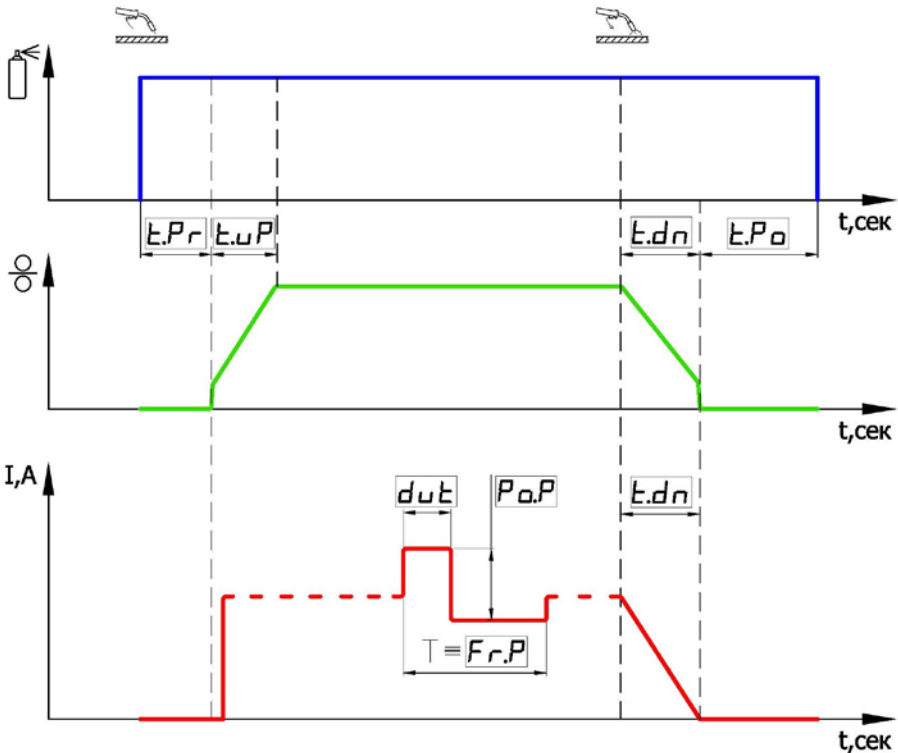 t,сек
t.Pr t.uP t.dn t.Po
t,сек
I,A
dut Po.P t.dn
T = Fr.P
t,сек